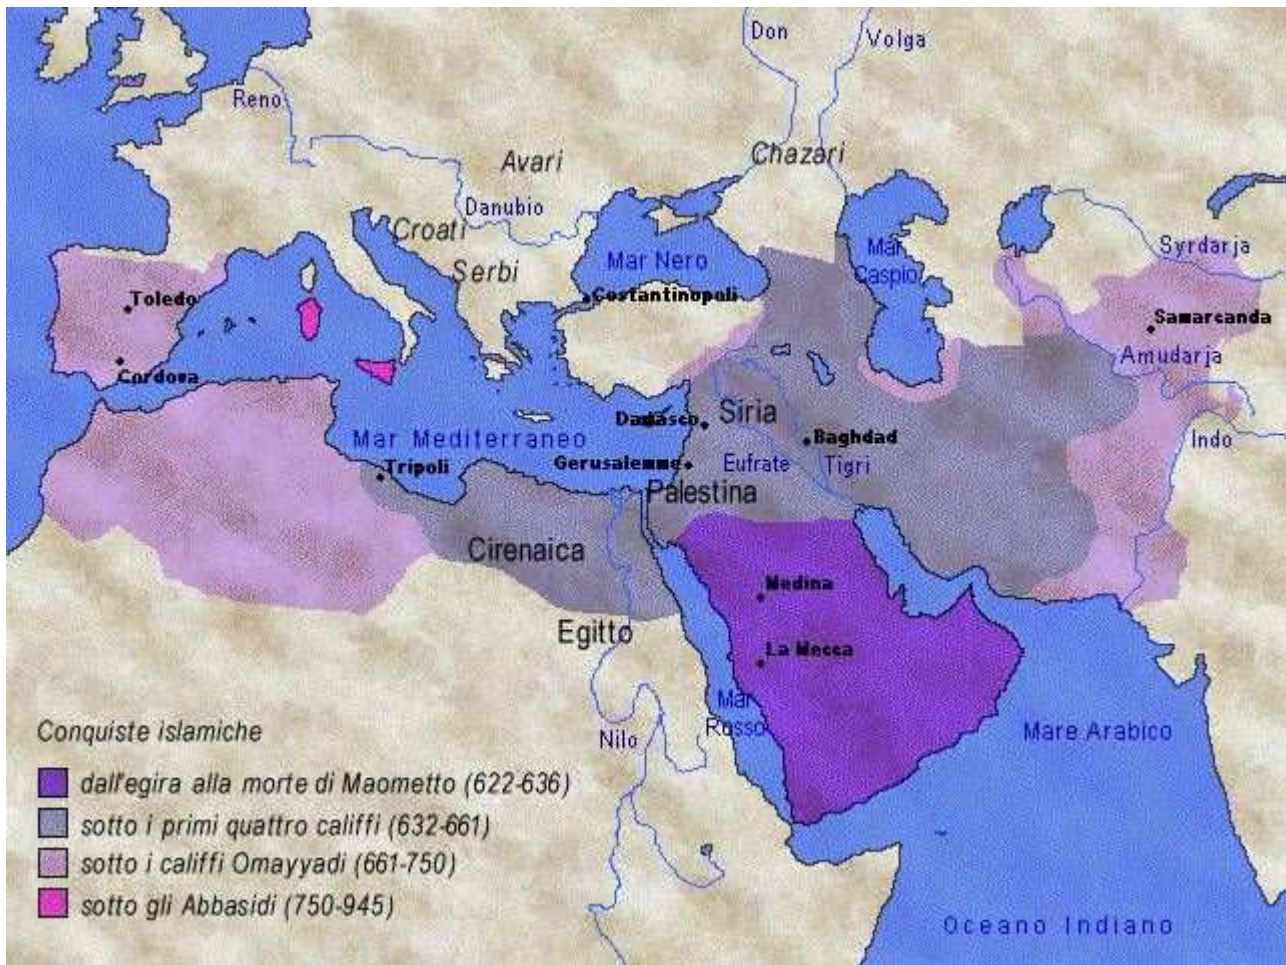 Don
Volga
Reno
Avari
Chazari
Danubio
Croati
Serbi
Mar Nero
Mar
Caspio
Syrdarja
Toledo
Costantinopoli
Samarcanda
Amudarja
Cordova
Siria
Mar Mediterraneo
Baghdad
Indo
Tripoli
Gerusalemme
Eufrate
Tigri
Palestina
Cirenaica
Medina
Egitto
La Mecca
Mar
Rosso
Nilo
Mare Arabico
Conquiste islamiche
dall'egira alla morte di Maometto (622-636)
sotto i primi quattro califfi (632-661)
sotto i califfi Omayyadi (661-750)
sotto gli Abbasidi (750-945)
Oceano Indiano